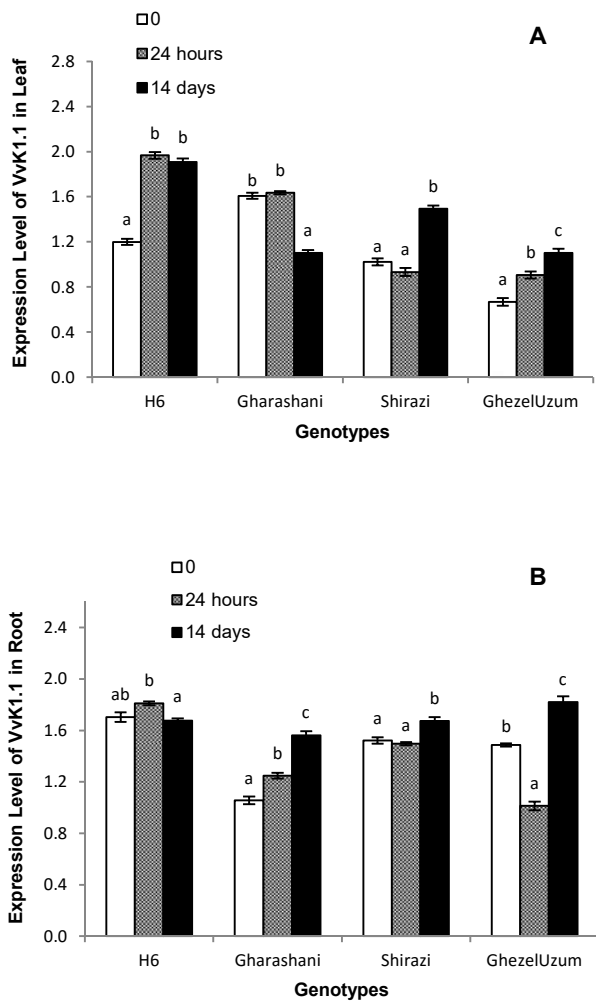 0
24 hours
14 days
A
Expression Level of VvK1.1 in Leaf
2.8
2.4
2.0
1.6
1.2
0.8
0.4
0.0
a b b
b b a
a a b
a b c
H6 Gharashani Shirazi GhezelUzum
Genotypes
0
24 hours
14 days
B
Expression Level of VvK1.1 in Root
2.4
2.0
1.6
1.2
0.8
0.4
0.0
ab b a
a b c
a a b
b a c
H6 Gharashani Shirazi GhezelUzum
Genotypes